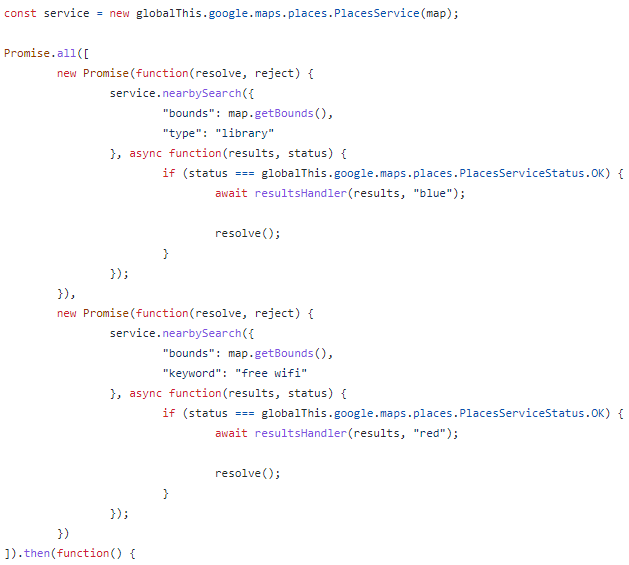 const service = new globalThis.google.maps.places.PlacesService(map);

Promise.all([
        new Promise(function(resolve, reject) {
                service.nearbySearch({
                        "bounds": map.getBounds(),
                        "type": "library"
                }, async function(results, status) {
                        if (status === globalThis.google.maps.places.PlacesServiceStatus.OK) {
                                await resultsHandler(results, "blue");

                                resolve();
                        }
                });
        }),
        new Promise(function(resolve, reject) {
                service.nearbySearch({
                        "bounds": map.getBounds(),
                        "keyword": "free wifi"
                }, async function(results, status) {
                        if (status === globalThis.google.maps.places.PlacesServiceStatus.OK) {
                                await resultsHandler(results, "red");

                                resolve();
                        }
                });
        })
]).then(function() {